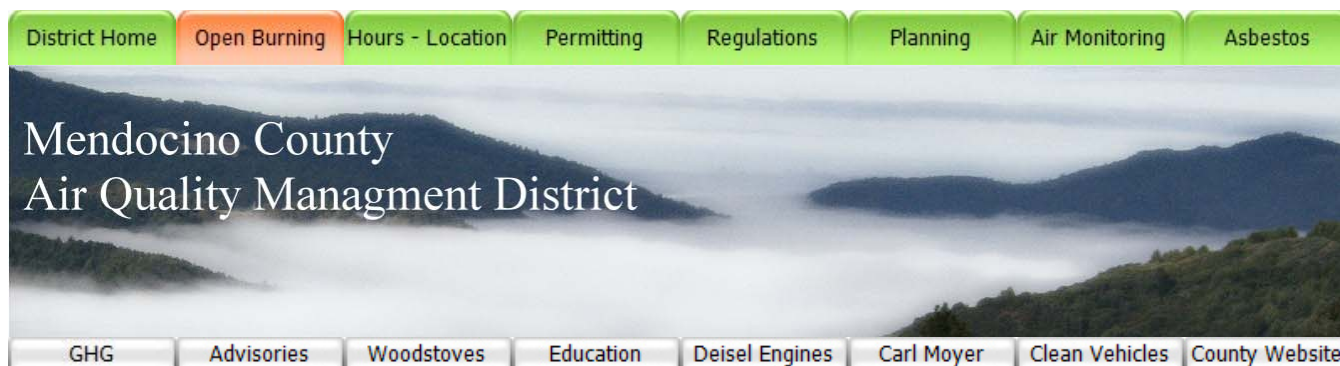 District Home Open Burning Hours - Location Permitting Regulations Planning Air Monitoring Asbestos
Mendocino County
Air Quality Managment District
GHG Advisories Woodstoves Education Deisel Engines Carl Moyer Clean Vehicles County Website